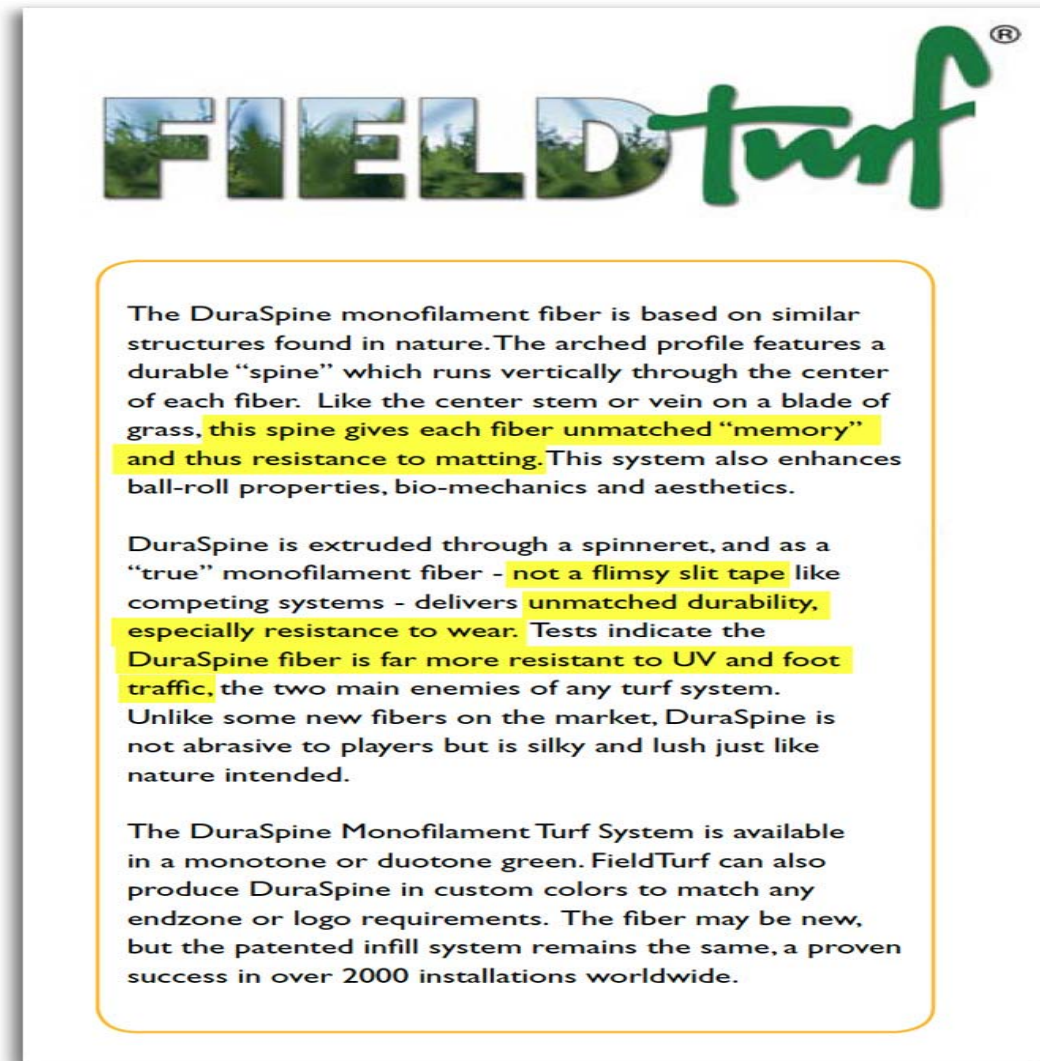 FIELDturf®
The DuraSpine monofilament fiber is based on similar
structures found in nature. The arched profile features a
durable “spine” which runs vertically through the center
of each fiber. Like the center stem or vein on a blade of
grass, this spine gives each fiber unmatched “memory”
and thus resistance to matting. This system also enhances
ball-roll properties, bio-mechanics and aesthetics.
DuraSpine is extruded through a spinneret, and as a
“true” monofilament fiber - not a flimsy slit tape like
competing systems - delivers unmatched durability,
especially resistance to wear. Tests indicate the
DuraSpine fiber is far more resistant to UV and foot
traffic, the two main enemies of any turf system.
Unlike some new fibers on the market, DuraSpine is
not abrasive to players but is silky and lush just like
nature intended.
The DuraSpine Monofilament Turf System is available
in a monotone or duotone green. FieldTurf can also
produce DuraSpine in custom colors to match any
endzone or logo requirements. The fiber may be new,
but the patented infill system remains the same, a proven
success in over 2000 installations worldwide.